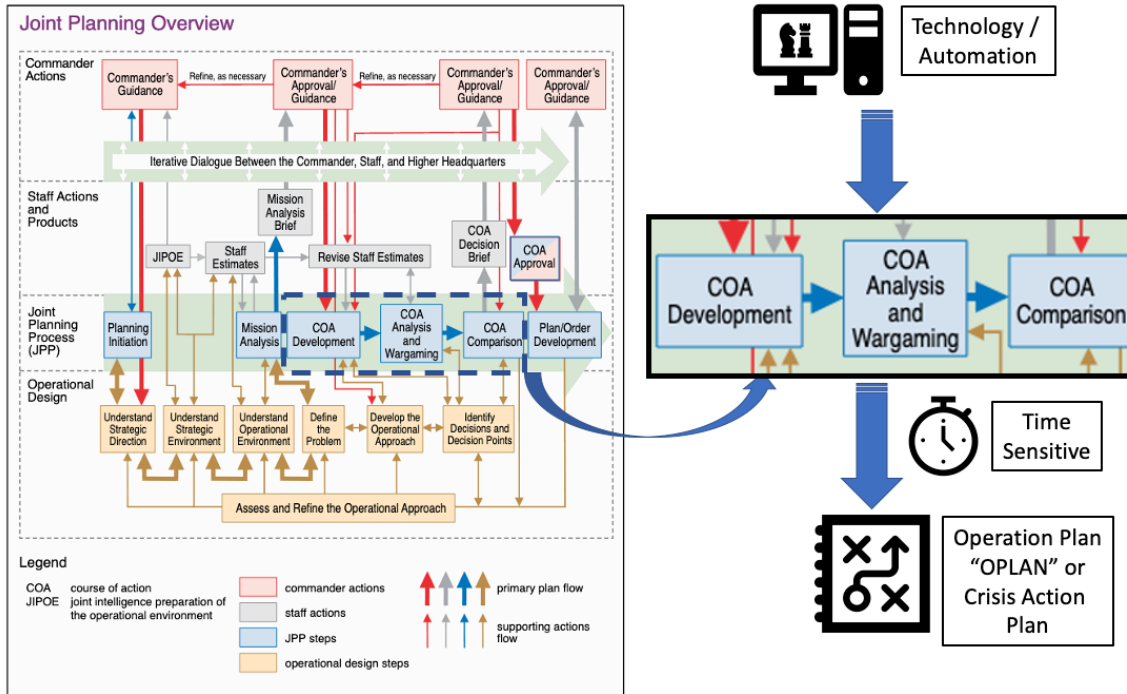 Joint Planning Overview
Commander
Actions
Commander's
Guidance
Refine, as necessary
Commander's
Approval/
Guidance
Refine, as necessary
Commander's
Approval/
Guidance
Commander's
Approval/
Guidance
Iterative Dialogue Between the Commander, Staff, and Higher Headquarters
Staff Actions
and
Products
Mission
Analysis
Brief
COA
Decision
Brief
COA
Approval
JIPOE
Staff
Estimates
Revise Staff Estimates
Joint
Planning
Process
(JPP)
Planning
Initiation
Mission
Analysis
COA
Development
COA
Analysis
and
Wargaming
COA
Comparison
Plan/Order
Development
Operational
Design
Understand
Strategic
Direction
Understand
Strategic
Environment
Understand
Operational
Environment
Define
the
Problem
Develop the
Operational
Approach
Identify
Decisions and
Decision Points
Assess and Refine the Operational Approach
Legend
COA course of action
JIPOE joint intelligence preparation of
the operational environment
commander actions
staff actions
JPP steps
operational design steps
primary plan flow
supporting actions
flow
Technology /
Automation
COA
Development
COA
Analysis
and
Wargaming
COA
Comparison
Time
Sensitive
Operation Plan
“OPLAN” or
Crisis Action
Plan